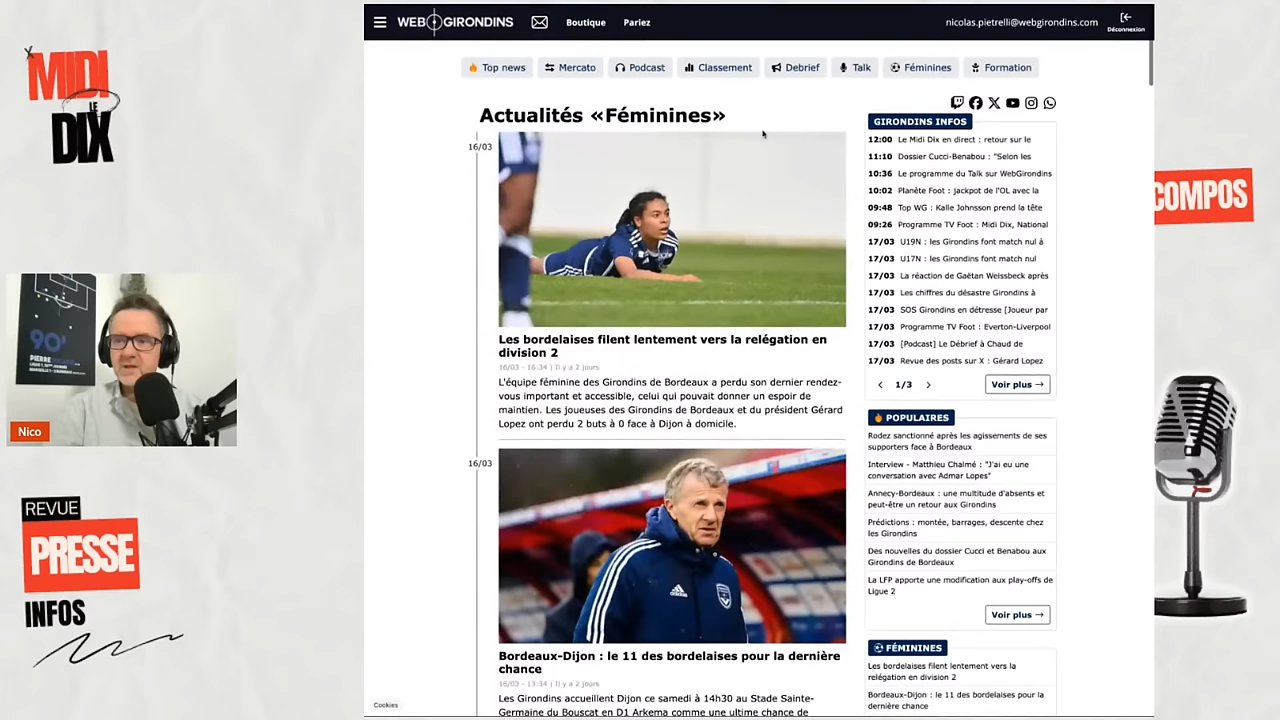 MIDI
LE
DIX
90'
Nico
REVUE
PRESSE
INFOS
COMPOS
WEB GIRONDINS
Boutique
Pariez
nicolas.pietrelli@webgirondins.com
Déconnexion
Top news
Mercato
Podcast
Classement
Debrief
Talk
Féminines
Formation
Actualités «Féminines»
16/03
Les bordelaises filent lentement vers la relégation en
division 2
16/03 - 16:34 | Il y a 2 jours
L'équipe féminine des Girondins de Bordeaux a perdu son dernier rendez-
vous important et accessible, celui qui pouvait donner un espoir de
maintien. Les joueuses des Girondins de Bordeaux et du président Gérard
Lopez ont perdu 2 buts à 0 face à Dijon à domicile.
16/03
Bordeaux-Dijon : le 11 des bordelaises pour la dernière
chance
16/03 - 13:34 | Il y a 2 jours
Les Girondins accueillent Dijon ce samedi à 14h30 au Stade Sainte-
Germaine du Bouscat en D1 Arkema comme une ultime chance de
GIRONDINS INFOS
12:00 Le Midi Dix en direct : retour sur le
11:10 Dossier Cucci-Benabou : "Selon les
10:36 Le programme du Talk sur WebGirondins
10:02 Planète Foot : jackpot de l'OL avec la
09:48 Top WG : Kalle Johnsson prend la tête
09:26 Programme TV Foot : Midi Dix, National
17/03 U19N : les Girondins font match nul à
17/03 U17N : les Girondins font match nul
17/03 La réaction de Gaëtan Weissbeck après
17/03 Les chiffres du désastre Girondins à
17/03 SOS Girondins en détresse [Joueur par
17/03 Programme TV Foot : Everton-Liverpool
17/03 [Podcast] Le Débrief à Chaud de
17/03 Revue des posts sur X : Gérard Lopez
1/3
Voir plus →
POPULAIRES
Rodez sanctionné après les agissements de ses
supporters face à Bordeaux
Interview - Matthieu Chalmé : "J'ai eu une
conversation avec Admar Lopes"
Annecy-Bordeaux : une multitude d'absents et
peut-être un retour aux Girondins
Prédictions : montée, barrages, descente chez
les Girondins
Des nouvelles du dossier Cucci et Benabou aux
Girondins de Bordeaux
La LFP apporte une modification aux play-offs de
Ligue 2
Voir plus →
FÉMININES
Les bordelaises filent lentement vers la
relégation en division 2
Bordeaux-Dijon : le 11 des bordelaises pour la
dernière chance
Cookies